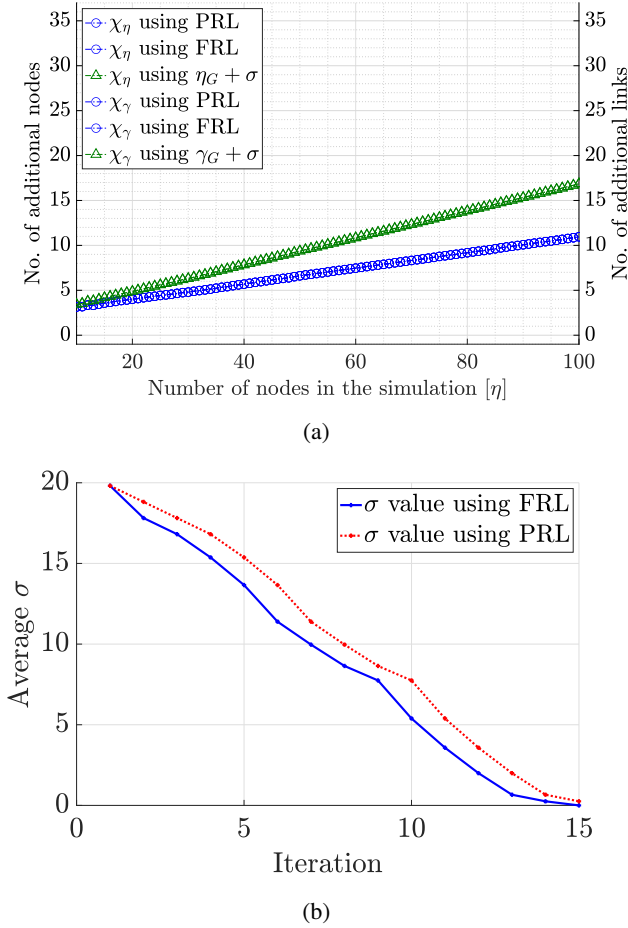 χη using PRL
χη using FRL
χη using ηG + σ
χγ using PRL
χγ using FRL
χγ using γG + σ
No. of additional nodes
35
30
25
20
15
10
5
0
35
30
25
20
15
10
5
0
No. of additional links
20 40 60 80 100
Number of nodes in the simulation [η]
(a)
σ value using FRL
σ value using PRL
Average σ
20
15
10
5
0
0 5 10 15
Iteration
(b)